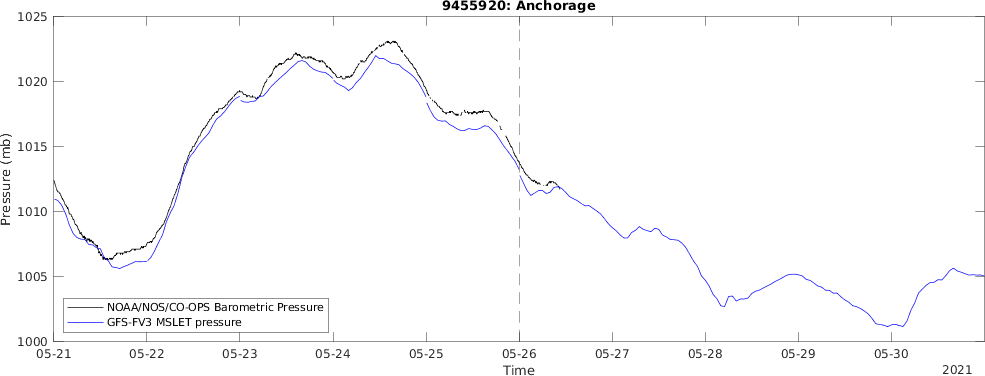 9455920: Anchorage
Pressure (mb)
1025
1020
1015
1010
1005
1000
NOAA/NOS/CO-OPS Barometric Pressure
GFS-FV3 MSLET pressure
05-21 05-22 05-23 05-24 05-25 05-26 05-27 05-28 05-29 05-30
Time
2021